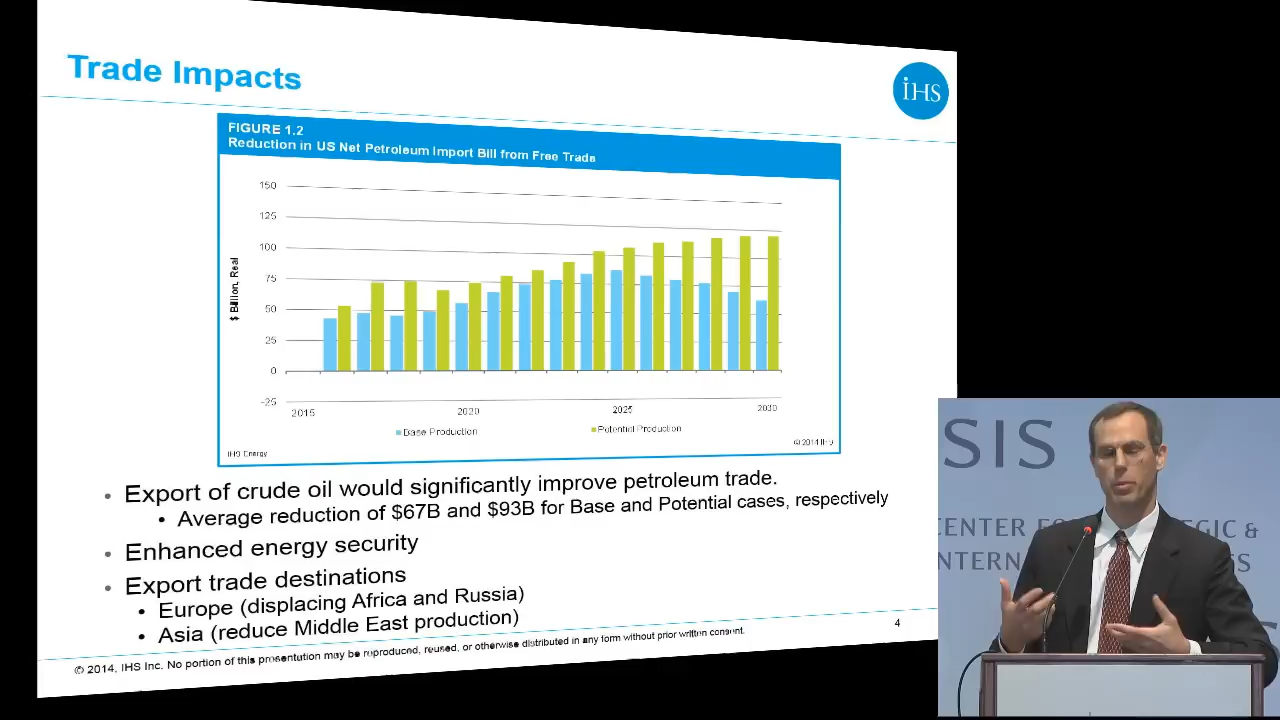 Trade Impacts
iHS
FIGURE 1.2
Reduction in US Net Petroleum Import Bill from Free Trade
150
125
100
75
50
25
0
-25
$ Billion, Real
2015 2020 2025 2030
Base Production Potential Production
IHS Energy © 2014 IHS
• Export of crude oil would significantly improve petroleum trade.
• Average reduction of $67B and $93B for Base and Potential cases, respectively
• Enhanced energy security
• Export trade destinations
• Europe (displacing Africa and Russia)
• Asia (reduce Middle East production)
4
© 2014, IHS Inc. No portion of this presentation may be reproduced, reused, or otherwise distributed in any form without prior written consent.
SIS
CENTER
GIC &
INTERN